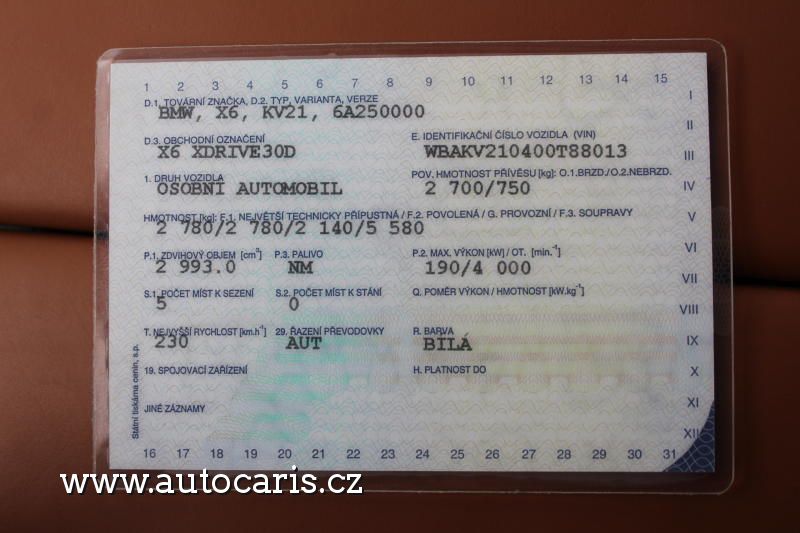 1 2 3 4 5 6 7 8 9 10 11 12 13 14 15
I
D.1. TOVÁRNÍ ZNAČKA, D.2. TYP, VARIANTA, VERZE
BMW, X6, KV21, 6A250000
II
D.3. OBCHODNÍ OZNAČENÍ E. IDENTIFIKAČNÍ ČÍSLO VOZIDLA (VIN)
X6 XDRIVE30D WBAKV210400T88013
III
1. DRUH VOZIDLA POV. HMOTNOST PŘÍVĚSU [kg]: O.1.BRZD./O.2.NEBRZD.
OSOBNÍ AUTOMOBIL 2 700/750
IV
HMOTNOST [kg]: F.1. NEJVĚTŠÍ TECHNICKY PŘÍPUSTNÁ / F.2. POVOLENÁ / G. PROVOZNÍ / F.3. SOUPRAVY
V
2 780/2 780/2 140/5 580
VI
P.1. ZDVIHOVÝ OBJEM [cm³] P.3. PALIVO P.2. MAX. VÝKON [kW] / OT. [min.⁻¹]
2 993.0 NM 190/4 000
VII
S.1. POČET MÍST K SEZENÍ S.2. POČET MÍST K STÁNÍ Q. POMĚR VÝKON / HMOTNOST [kW.kg⁻¹]
5 0
VIII
T. NEJVYŠŠÍ RYCHLOST [km.h⁻¹] 29. ŘAZENÍ PŘEVODOVKY R. BARVA
230 AUT BÍLÁ
IX
19. SPOJOVACÍ ZAŘÍZENÍ H. PLATNOST DO
X
JINÉ ZÁZNAMY
XI
XII
Státní tiskárna cenin, s.p.
16 17 18 19 20 21 22 23 24 25 26 27 28 29 30 31
www.autocaris.cz